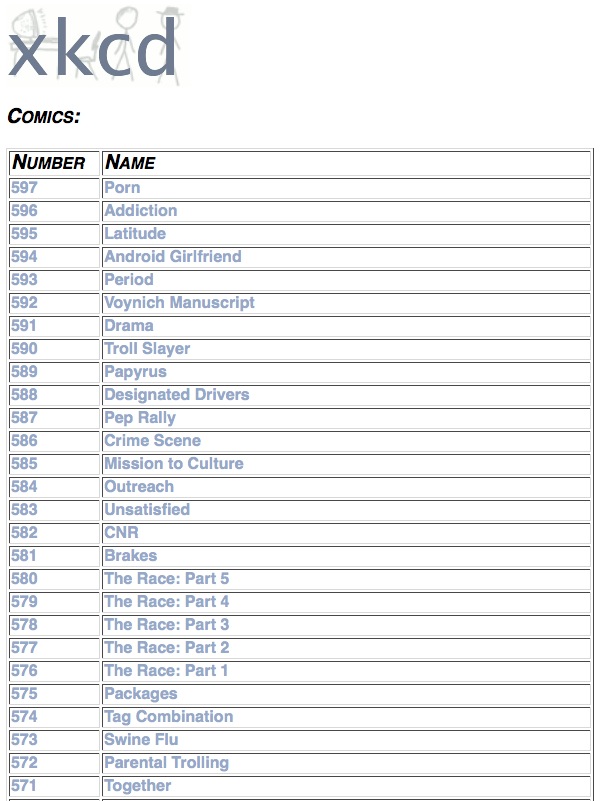 xkcd
COMICS:
NUMBER NAME
597 Porn
596 Addiction
595 Latitude
594 Android Girlfriend
593 Period
592 Voynich Manuscript
591 Drama
590 Troll Slayer
589 Papyrus
588 Designated Drivers
587 Pep Rally
586 Crime Scene
585 Mission to Culture
584 Outreach
583 Unsatisfied
582 CNR
581 Brakes
580 The Race: Part 5
579 The Race: Part 4
578 The Race: Part 3
577 The Race: Part 2
576 The Race: Part 1
575 Packages
574 Tag Combination
573 Swine Flu
572 Parental Trolling
571 Together